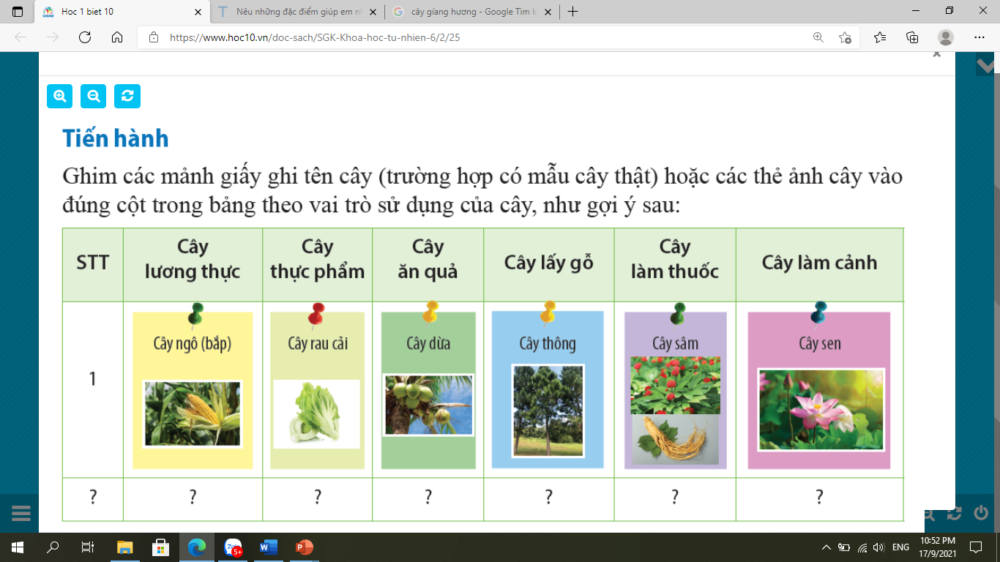 Hoc 1 biet 10
Nêu những đặc điểm giúp em nh
cây gíang hương - Google Tìm k
https://www.hoc10.vn/doc-sach/SGK-Khoa-hoc-tu-nhien-6/2/25
Tiến hành
Ghim các mảnh giấy ghi tên cây (trường hợp có mẫu cây thật) hoặc các thẻ ảnh cây vào
đúng cột trong bảng theo vai trò sử dụng của cây, như gợi ý sau:
STT
Cây
lương thực
Cây
thực phẩm
Cây
ăn quả
Cây lấy gỗ
Cây
làm thuốc
Cây làm cảnh
1
Cây ngô (bắp)
Cây rau cải
Cây dừa
Cây thông
Cây sâm
Cây sen
? ? ? ? ? ? ?
5+
ENG
10:52 PM
17/9/2021